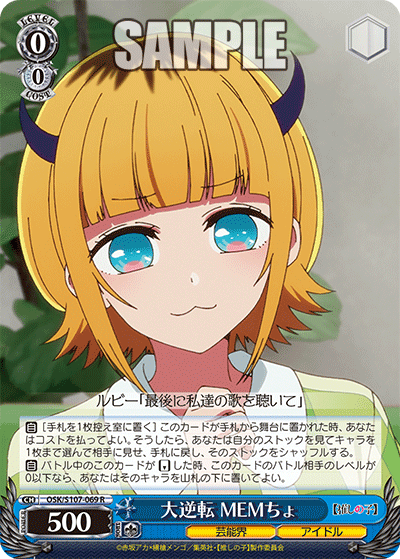 SAMPLE
LEVEL
0
0
COST
ルビー「最後に私達の歌を聴いて」
自 [手札を1枚控え室に置く] このカードが手札から舞台に置かれた時、あなた
はコストを払ってよい。そうしたら、あなたは自分のストックを見てキャラを
1枚まで選んで相手に見せ、手札に戻し、そのストックをシャッフルする。
自 バトル中のこのカードが【】した時、このカードのバトル相手のレベルが
0以下なら、あなたはそのキャラを山札の下に置いてよい。
OSK/S107-069 R
500
大逆転 MEMちょ
【推しの子】
芸能界
アイドル
©赤坂アカ×横槍メンゴ／集英社・【推しの子】製作委員会